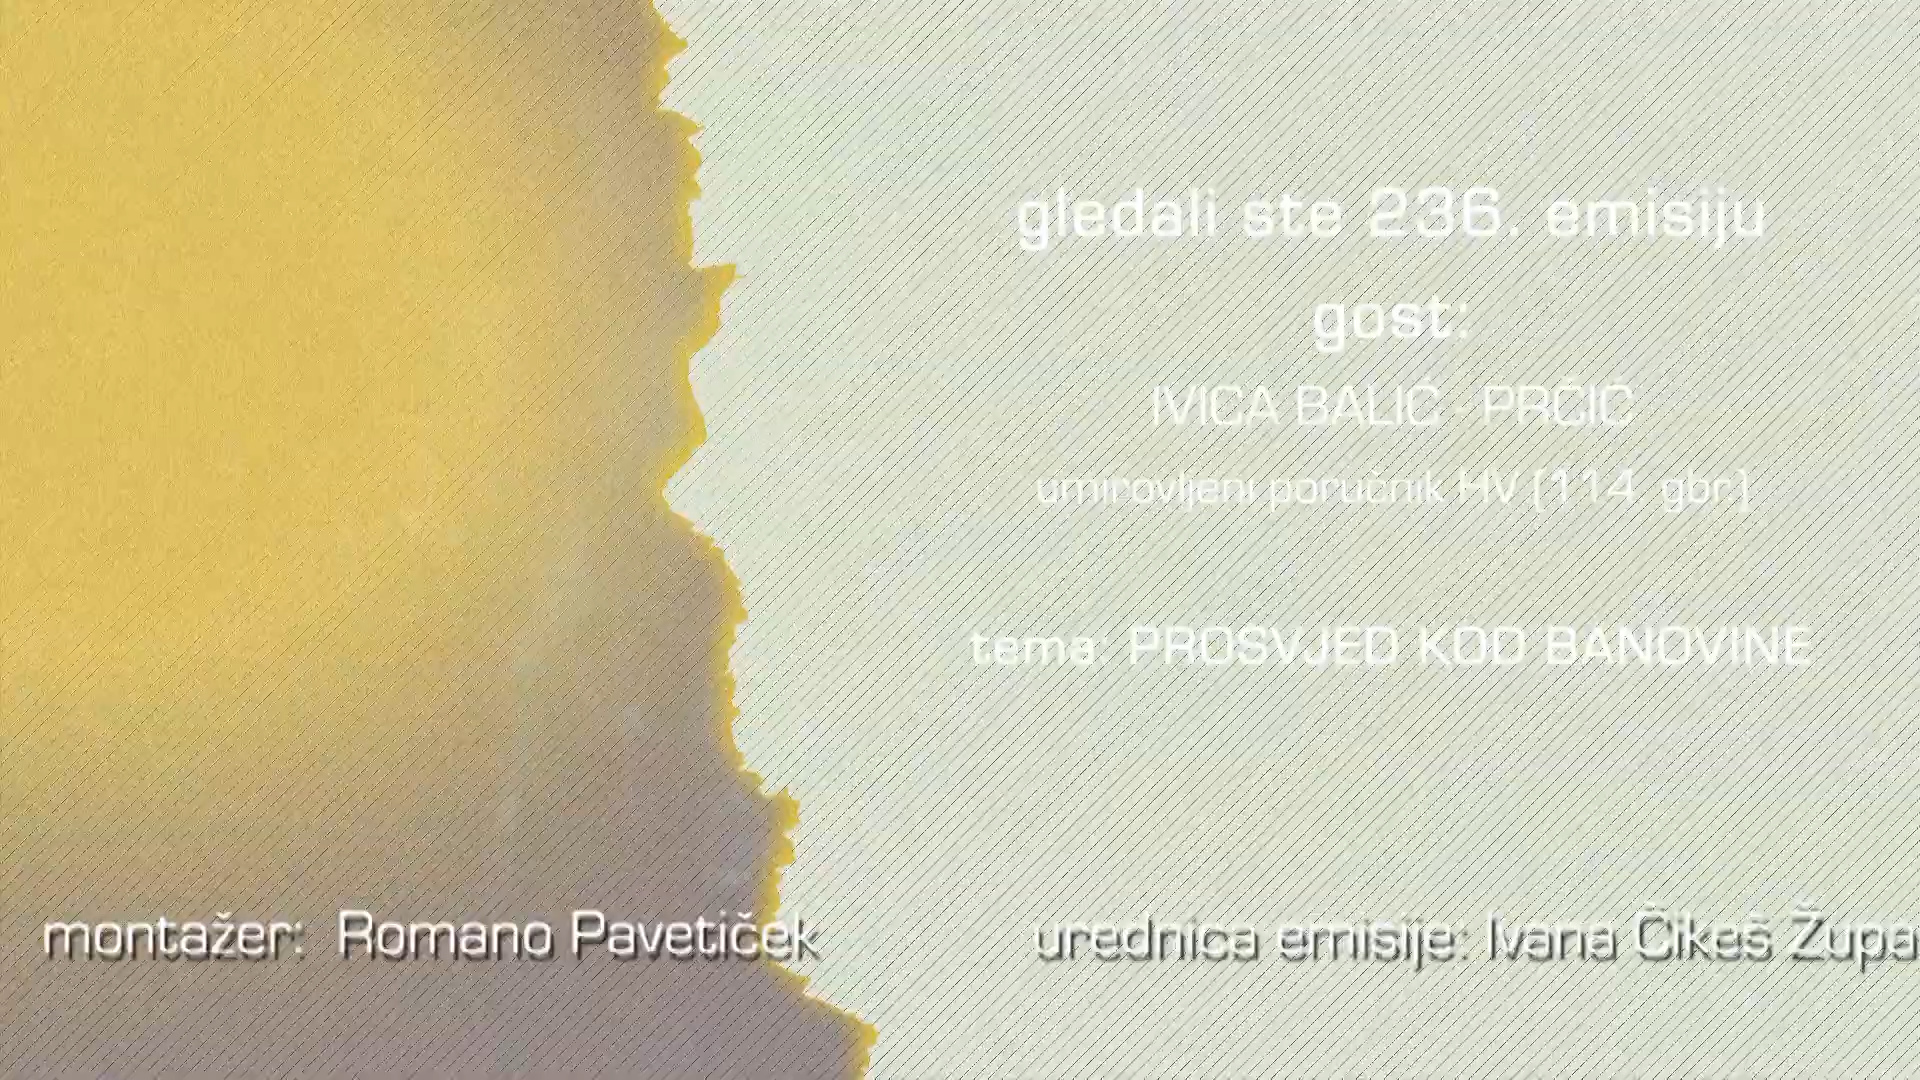 gledali ste 236. emisiju
gost:
IVICA BALIĆ - PRČIĆ
umirovljeni poručnik HV (114. gbr.)
tema: PROSVJED KOD BANOVINE
montažer: Romano Pavetiček urednica emisije: Ivana Čikeš Župa